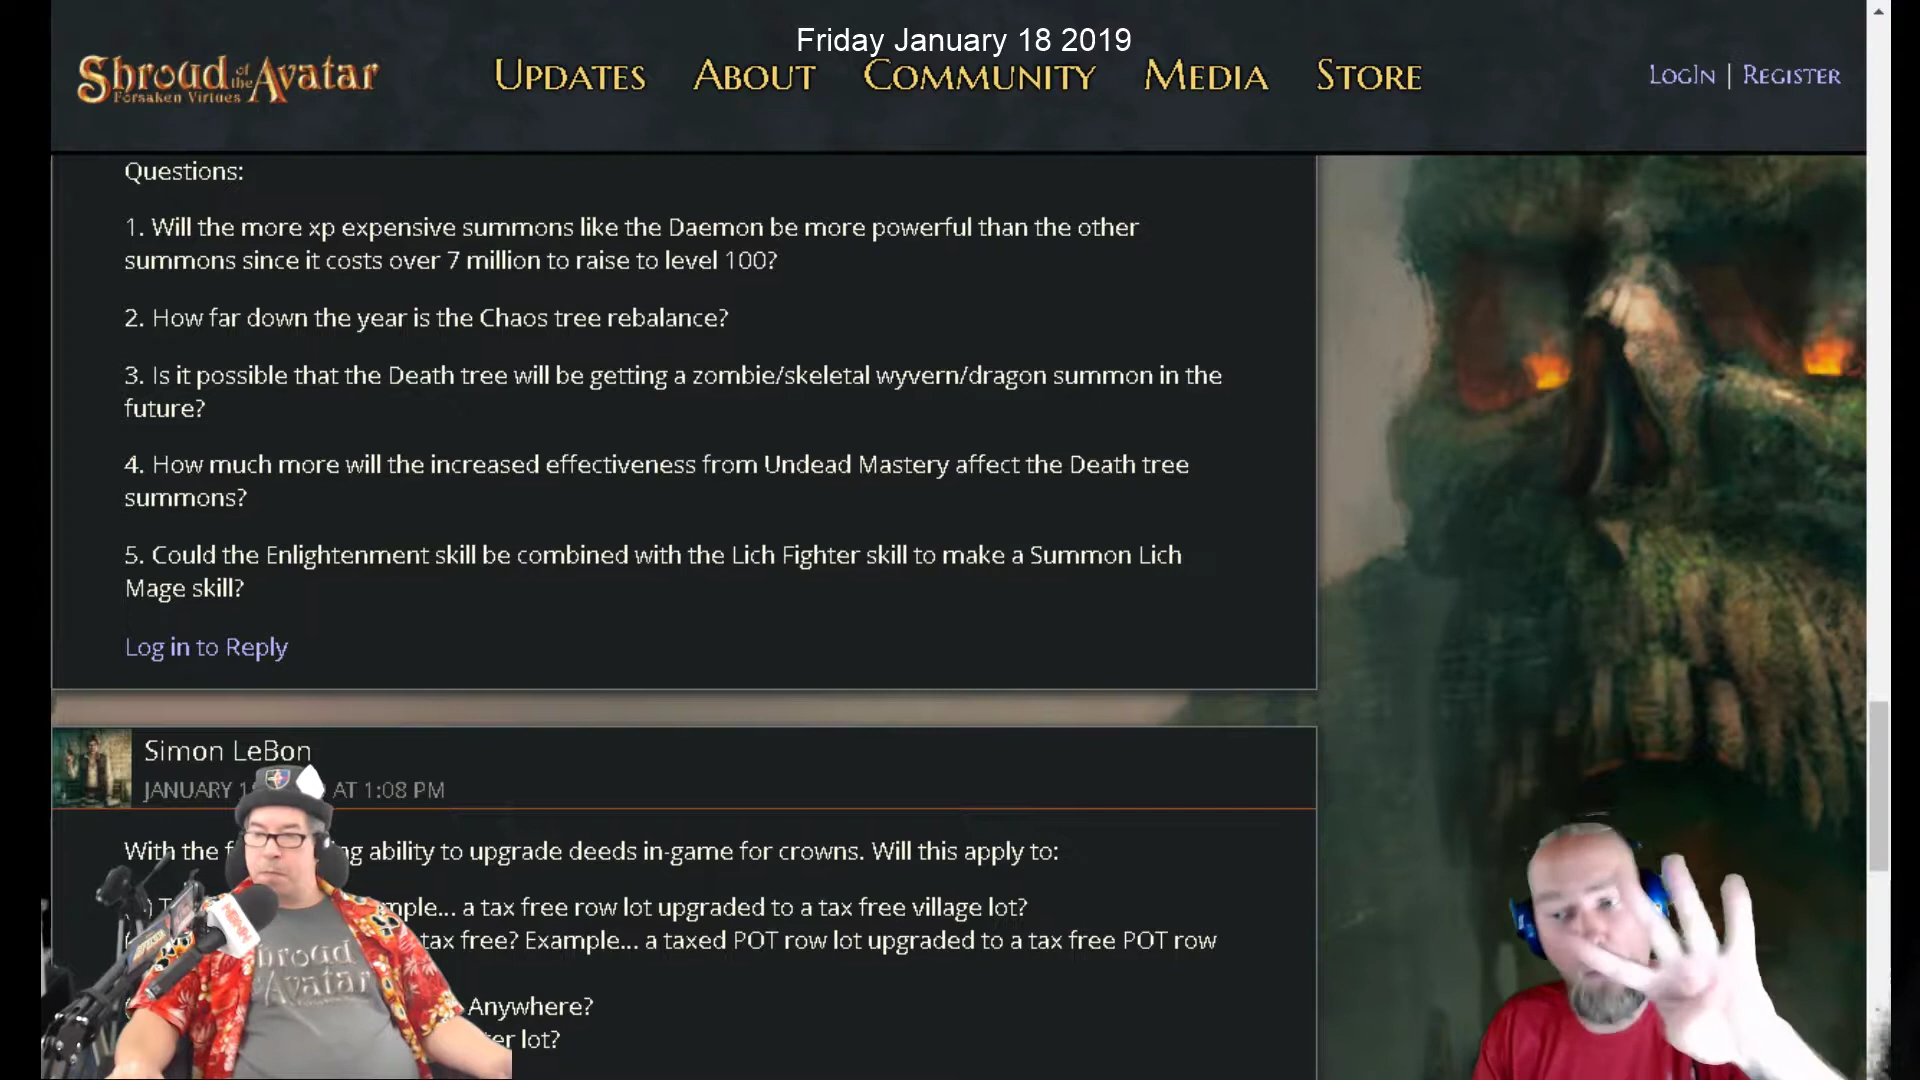 Friday January 18 2019
Shroud of the Avatar
Forsaken Virtues
Updates About Community Media Store
LogIn | Register
Questions:
1. Will the more xp expensive summons like the Daemon be more powerful than the other
summons since it costs over 7 million to raise to level 100?
2. How far down the year is the Chaos tree rebalance?
3. Is it possible that the Death tree will be getting a zombie/skeletal wyvern/dragon summon in the
future?
4. How much more will the increased effectiveness from Undead Mastery affect the Death tree
summons?
5. Could the Enlightenment skill be combined with the Lich Fighter skill to make a Summon Lich
Mage skill?
Log in to Reply
Simon LeBon
JANUARY AT 1:08 PM
With the ability to upgrade deeds in-game for crowns. Will this apply to:
a tax free row lot upgraded to a tax free village lot?
tax free? Example... a taxed POT row lot upgraded to a tax free POT row
Anywhere?
lot?
Shroud
Avatar